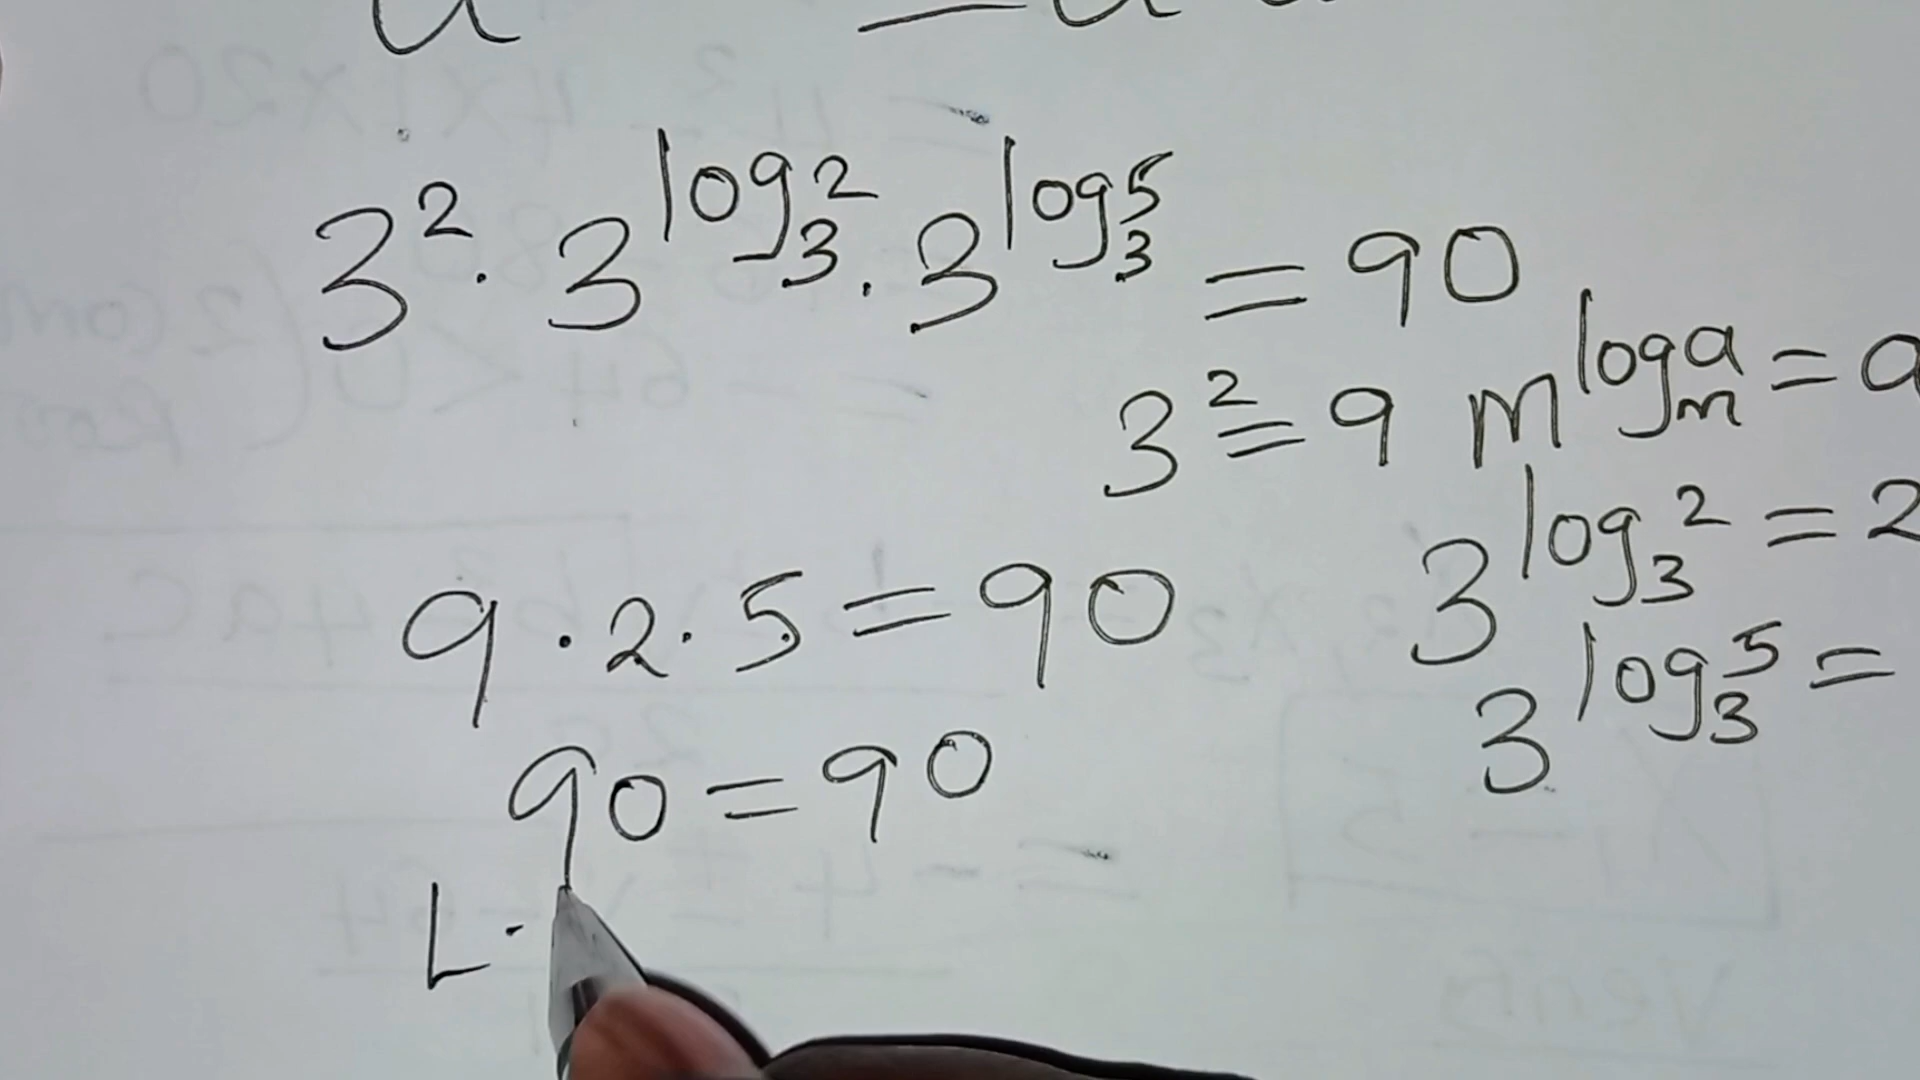 3² · 3^log₃2 · 3^log₃5 = 90
3² = 9 m^logₘa = a
3^log₃2 = 2
9 · 2 · 5 = 90
3^log₃5 =
90 = 90
L ·